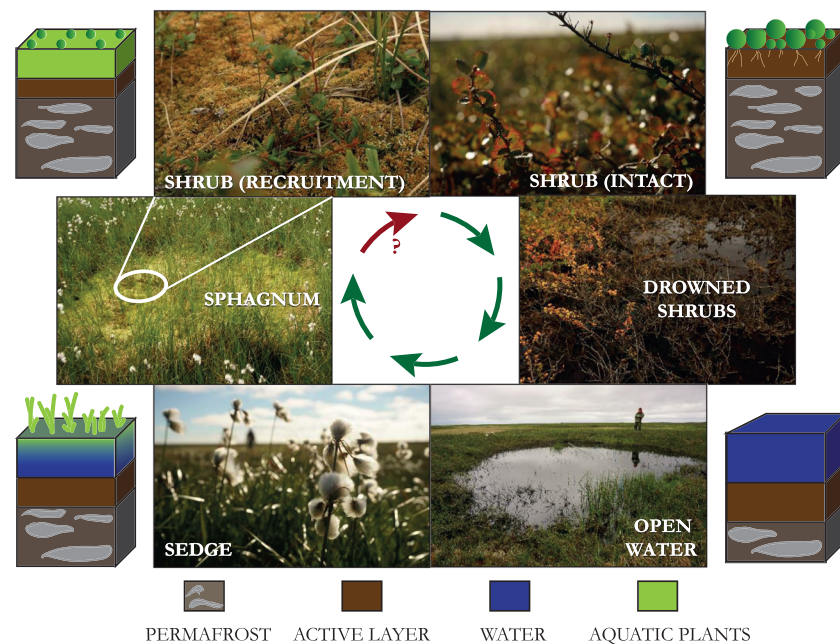 SHRUB (RECRUITMENT)
SHRUB (INTACT)
SPHAGNUM
?
DROWNED
SHRUBS
SEDGE
OPEN
WATER
PERMAFROST
ACTIVE LAYER
WATER
AQUATIC PLANTS